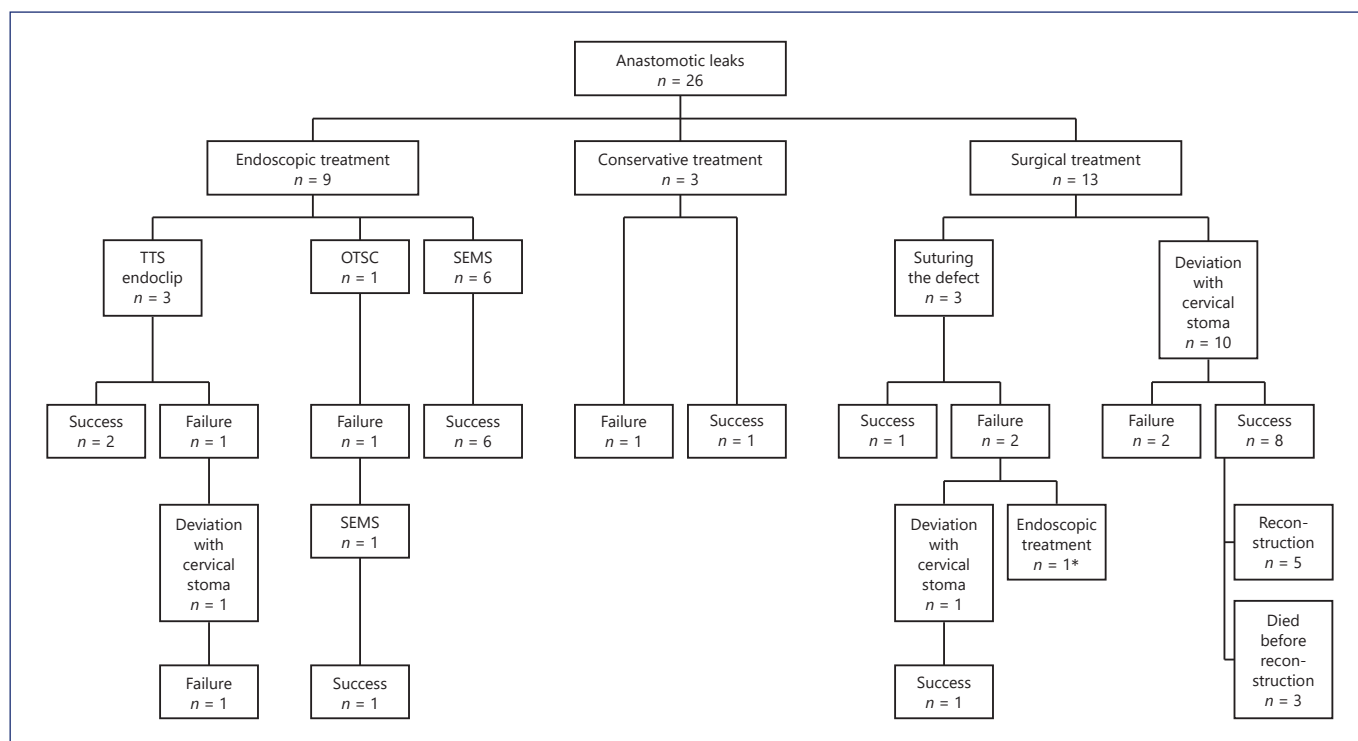 Anastomotic leaks
n = 26
Endoscopic treatment
n = 9
Conservative treatment
n = 3
Surgical treatment
n = 13
TTS
endoclip
n = 3
OTSC
n = 1
SEMS
n = 6
Suturing
the defect
n = 3
Deviation
with
cervical
stoma
n = 10
Success
n = 2
Failure
n = 1
Failure
n = 1
Success
n = 6
Failure
n = 1
Success
n = 1
Success
n = 1
Failure
n = 2
Failure
n = 2
Success
n = 8
Deviation
with
cervical
stoma
n = 1
SEMS
n = 1
Deviation
with
cervical
stoma
n = 1
Endoscopic
treatment
n = 1*
Recon-
struction
n = 5
Died
before
recon-
struction
n = 3
Failure
n = 1
Success
n = 1
Success
n = 1